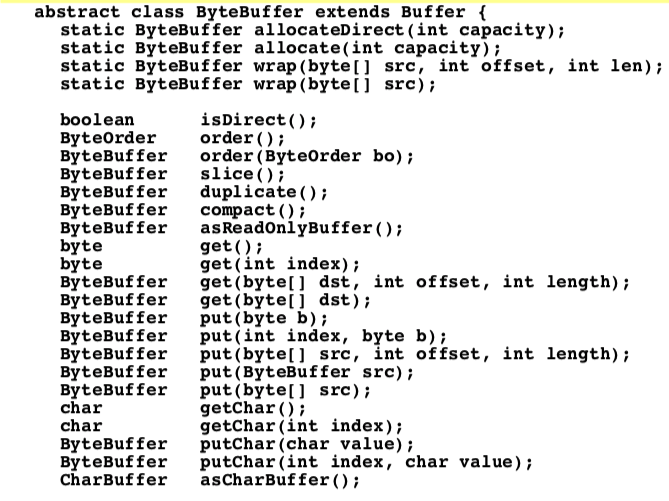 abstract class ByteBuffer extends Buffer {
static ByteBuffer allocateDirect(int capacity);
static ByteBuffer allocate(int capacity);
static ByteBuffer wrap(byte[] src, int offset, int len);
static ByteBuffer wrap(byte[] src);
boolean isDirect();
ByteOrder order();
ByteBuffer order(ByteOrder bo);
ByteBuffer slice();
ByteBuffer duplicate();
ByteBuffer compact();
ByteBuffer asReadOnlyBuffer();
byte get();
byte get(int index);
ByteBuffer get(byte[] dst, int offset, int length);
ByteBuffer get(byte[] dst);
ByteBuffer put(byte b);
ByteBuffer put(int index, byte b);
ByteBuffer put(byte[] src, int offset, int length);
ByteBuffer put(ByteBuffer src);
ByteBuffer put(byte[] src);
char getChar();
char getChar(int index);
ByteBuffer putChar(char value);
ByteBuffer putChar(int index, char value);
CharBuffer asCharBuffer();